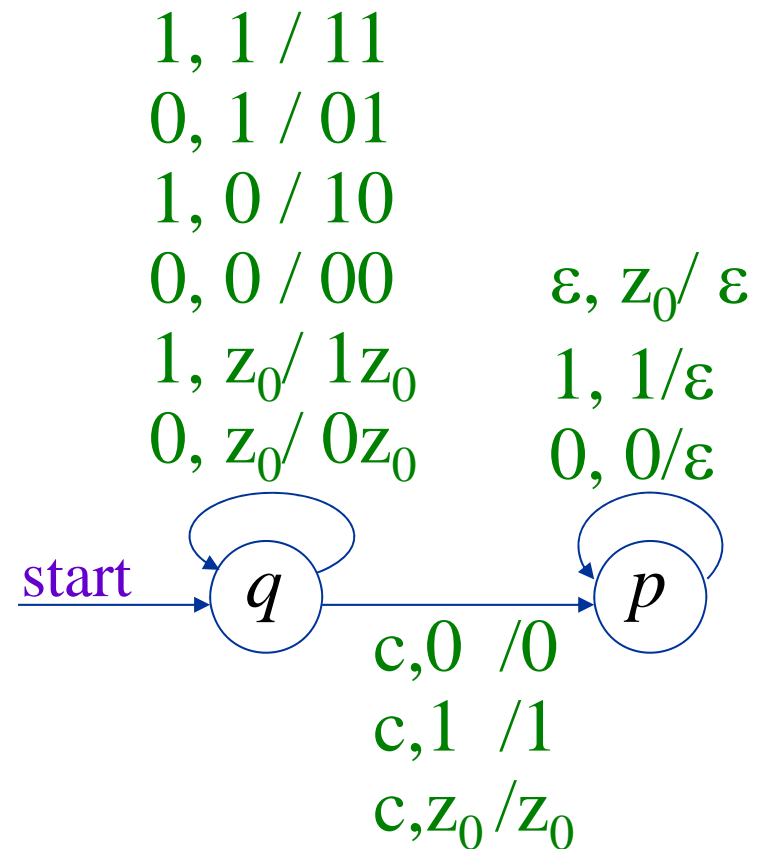 1, 1 / 11
0, 1 / 01
1, 0 / 10
0, 0 / 00
1, z₀/ 1z₀
0, z₀/ 0z₀
ε, z₀/ ε
1, 1/ε
0, 0/ε
start
q
p
c,0 /0
c,1 /1
c,z₀/z₀